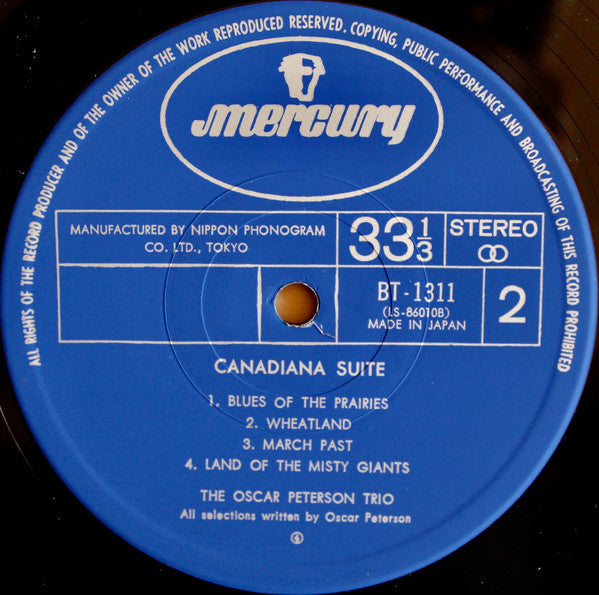 ALL RIGHTS OF THE RECORD PRODUCER AND OF THE OWNER OF THE WORK REPRODUCED RESERVED. COPYING, PUBLIC PERFORMANCE AND BROADCASTING OF THIS RECORD PROHIBITED
mercury
MANUFACTURED BY NIPPON PHONOGRAM
CO. LTD., TOKYO
33 1/3
STEREO
BT-1311
(LS-86010B)
MADE IN JAPAN
2
CANADIANA SUITE
1. BLUES OF THE PRAIRIES
2. WHEATLAND
3. MARCH PAST
4. LAND OF THE MISTY GIANTS
THE OSCAR PETERSON TRIO
All selections written by Oscar Peterson